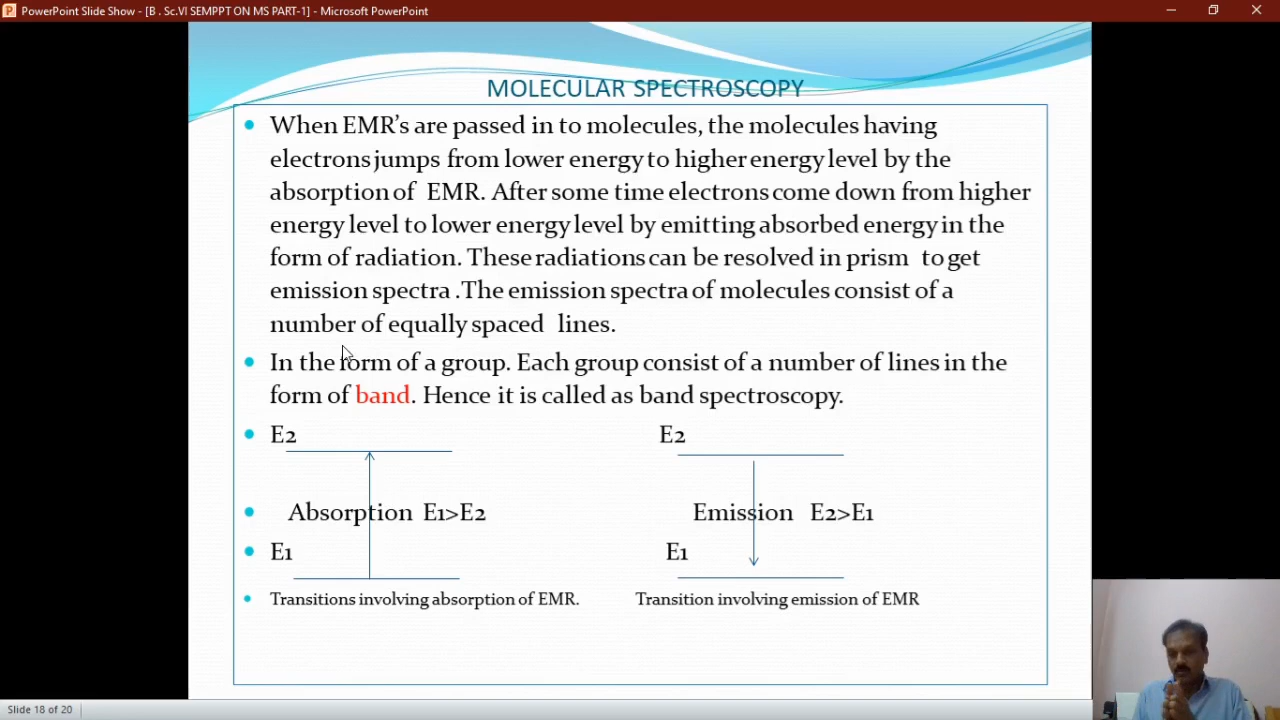 PowerPoint Slide Show - [B . Sc.VI SEMPPT ON MS PART-1] - Microsoft PowerPoint
MOLECULAR SPECTROSCOPY
When EMR's are passed in to molecules, the molecules having
electrons jumps from lower energy to higher energy level by the
absorption of EMR. After some time electrons come down from higher
energy level to lower energy level by emitting absorbed energy in the
form of radiation. These radiations can be resolved in prism to get
emission spectra .The emission spectra of molecules consist of a
number of equally spaced lines.
In the form of a group. Each group consist of a number of lines in the
form of band. Hence it is called as band spectroscopy.
E2 E2
Absorption E1>E2 Emission E2>E1
E1 E1
Transitions involving absorption of EMR. Transition involving emission of EMR
Slide 18 of 20